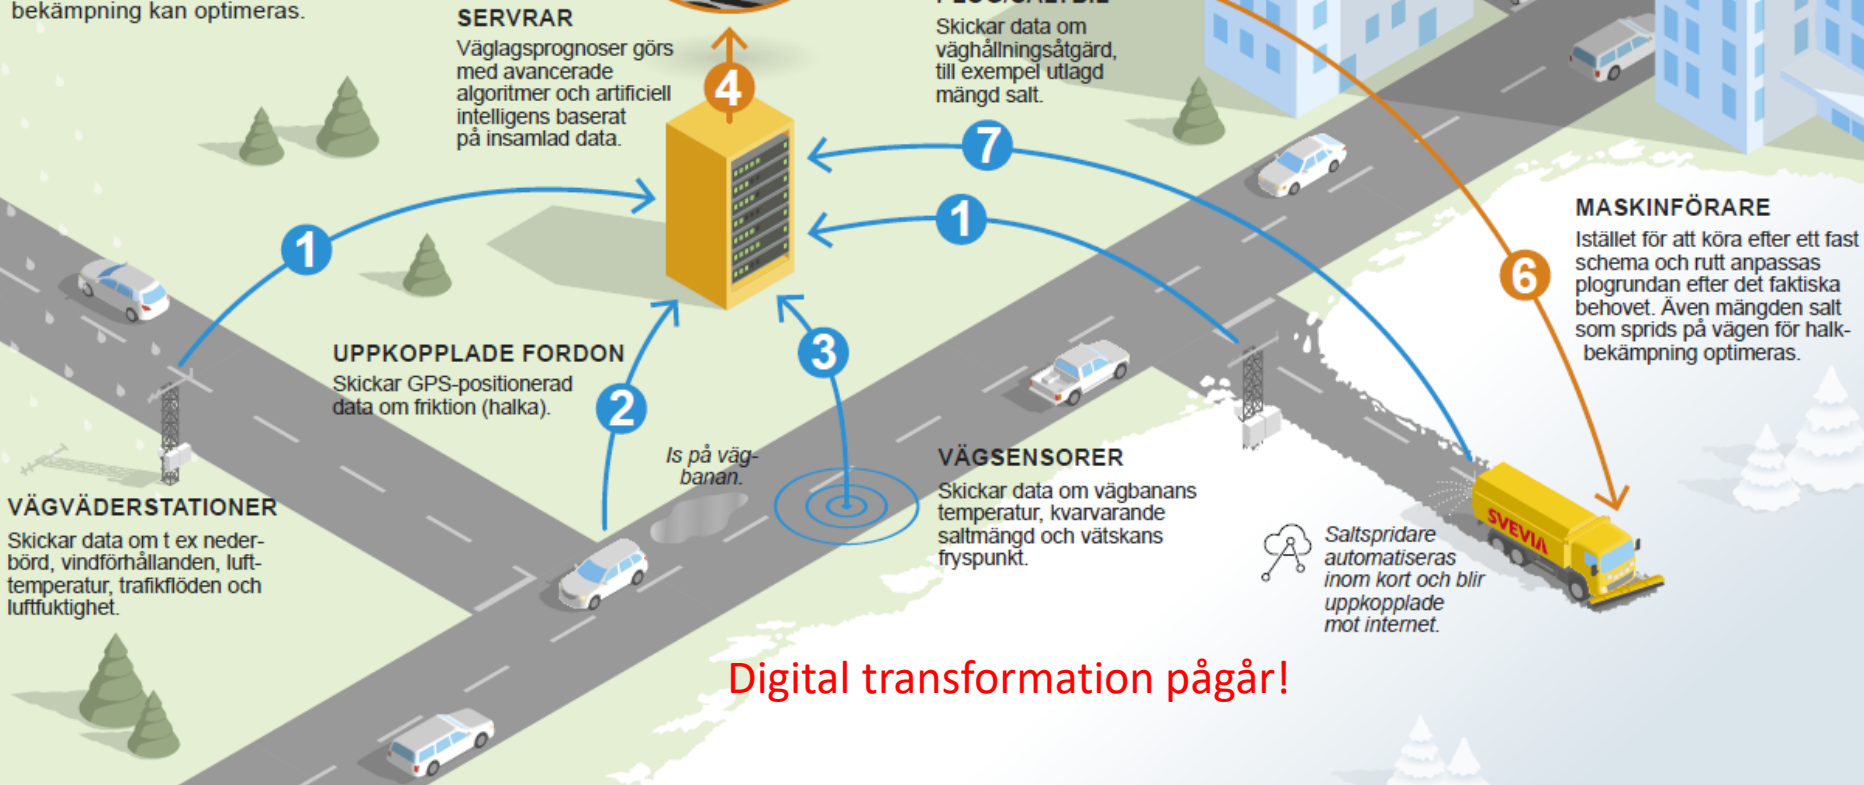 bekämpning kan optimeras.
SERVRAR
Väglagsprognoser görs
med avancerade
algoritmer och artificiell
intelligens baserat
på insamlad data.
4
Skickar data om
väghållningsåtgärd,
till exempel utlagd
mängd salt.
7
1
1
MASKINFÖRARE
Istället för att köra efter ett fast
schema och rutt anpassas
plogrundan efter det faktiska
behovet. Även mängden salt
som sprids på vägen för halk-
bekämpning optimeras.
6
UPPKOPPLADE FORDON
Skickar GPS-positionerad
data om friktion (halka).
2
3
Is på väg-
banan.
VÄGSENSORER
Skickar data om vägbanans
temperatur, kvarvarande
saltmängd och vätskans
fryspunkt.
VÄGVÄDERSTATIONER
Skickar data om t ex neder-
börd, vindförhållanden, luft-
temperatur, trafikflöden och
luftfuktighet.
SVEVIA
Saltspridare
automatiseras
inom kort och blir
uppkopplade
mot internet.
Digital transformation pågår!